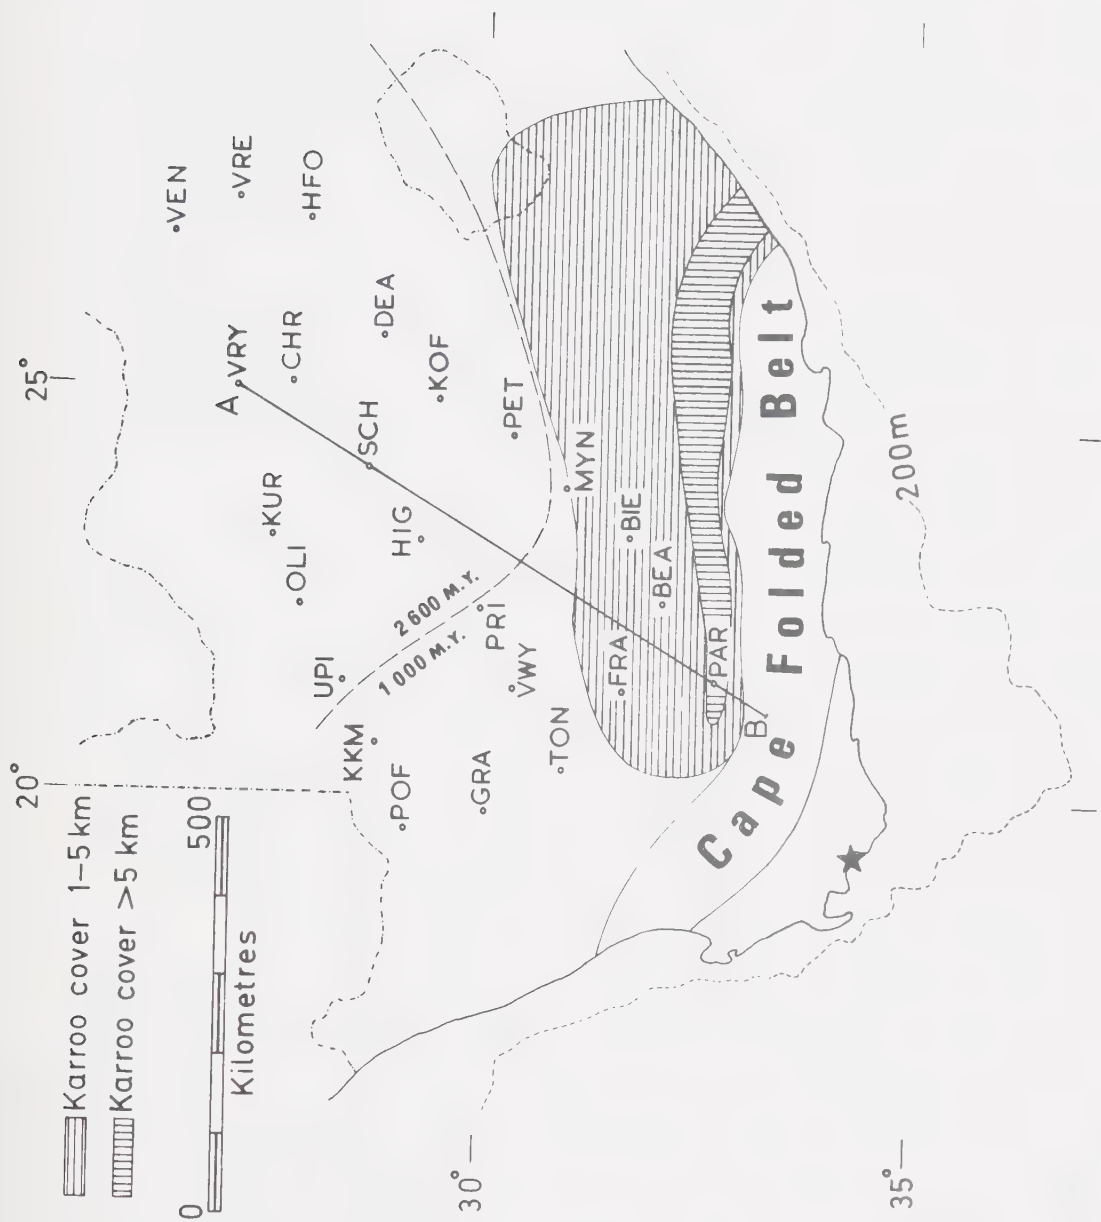 Karroo cover 1–5 km
Karroo cover >5 km
0
500
Kilometres
20°
25°
30°
35°
VEN
VRE
HFO
A
VRY
CHR
DEA
KOF
SCH
PET
KUR
OLI
HIG
MYN
UPI
2600 M.Y.
1000 M.Y.
PRI
VWY
KKM
POF
GRA
TON
BIE
BEA
FRA
PAR
B
Cape Folded Belt
200m